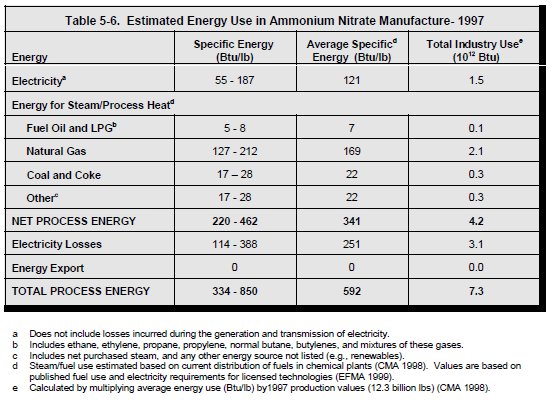 Table 5-6.  Estimated Energy Use in Ammonium Nitrate Manufacture- 1997
Energy Specific Energy (Btu/lb) Average Specificᵈ Energy (Btu/lb) Total Industry Useᵉ (10¹² Btu)
Electricityᵃ 55 - 187 121 1.5
Energy for Steam/Process Heatᵈ
Fuel Oil and LPGᵇ 5 - 8 7 0.1
Natural Gas 127 - 212 169 2.1
Coal and Coke 17 – 28 22 0.3
Otherᶜ 17 - 28 22 0.3
NET PROCESS ENERGY 220 - 462 341 4.2
Electricity Losses 114 - 388 251 3.1
Energy Export 0 0 0.0
TOTAL PROCESS ENERGY 334 - 850 592 7.3
a Does not include losses incurred during the generation and transmission of electricity.
b Includes ethane, ethylene, propane, propylene, normal butane, butylenes, and mixtures of these gases.
c Includes net purchased steam, and any other energy source not listed (e.g., renewables).
d Steam/fuel use estimated based on current distribution of fuels in chemical plants (CMA 1998).  Values are based on
published fuel use and electricity requirements for licensed technologies (EFMA 1999).
e Calculated by multiplying average energy use (Btu/lb) by1997 production values (12.3 billion lbs) (CMA 1998).